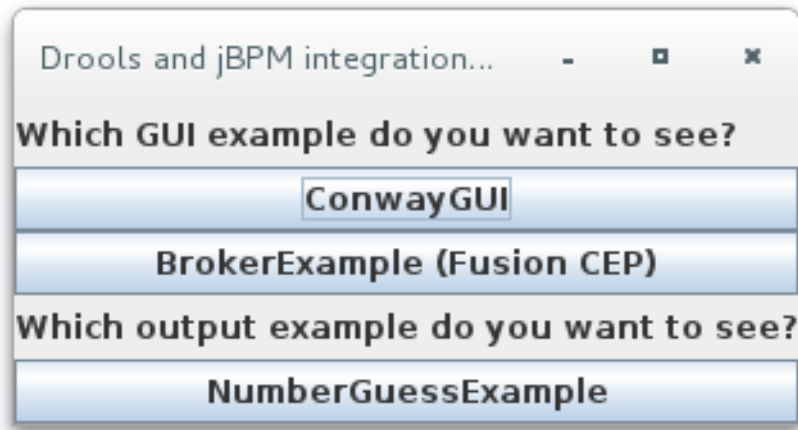 Drools and jBPM integration...
Which GUI example do you want to see?
ConwayGUI
BrokerExample (Fusion CEP)
Which output example do you want to see?
NumberGuessExample